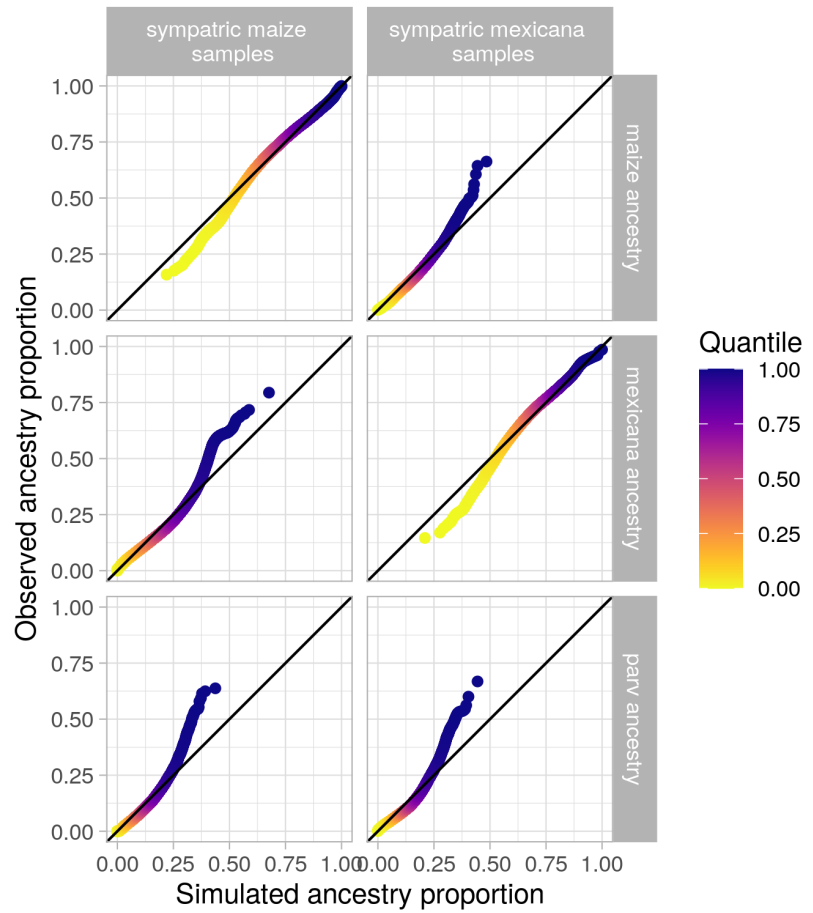 sympatric maize
samples
sympatric mexicana
samples
1.00
0.75
0.50
0.25
0.00
maize ancestry
1.00
0.75
0.50
0.25
0.00
mexicana ancestry
1.00
0.75
0.50
0.25
0.00
parv ancestry
0.00 0.25 0.50 0.75 1.00
0.00 0.25 0.50 0.75 1.00
Simulated ancestry proportion
Observed ancestry proportion
Quantile
1.00
0.75
0.50
0.25
0.00